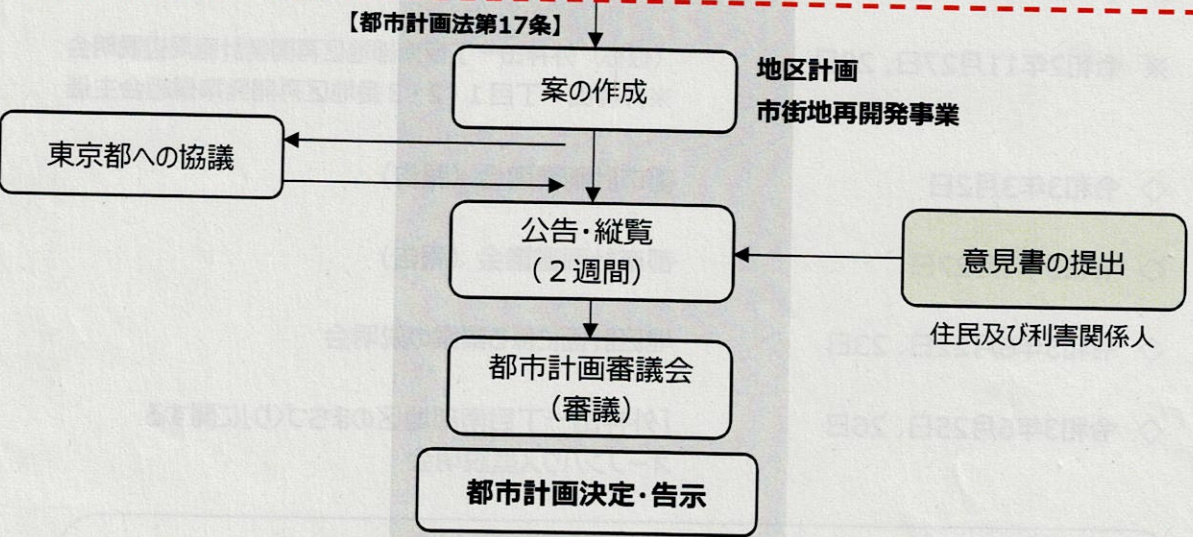 【都市計画法第17条】
案の作成
地区計画
市街地再開発事業
東京都への協議
公告・縦覧
（２週間）
意見書の提出
住民及び利害関係人
都市計画審議会
（審議）
都市計画決定・告示